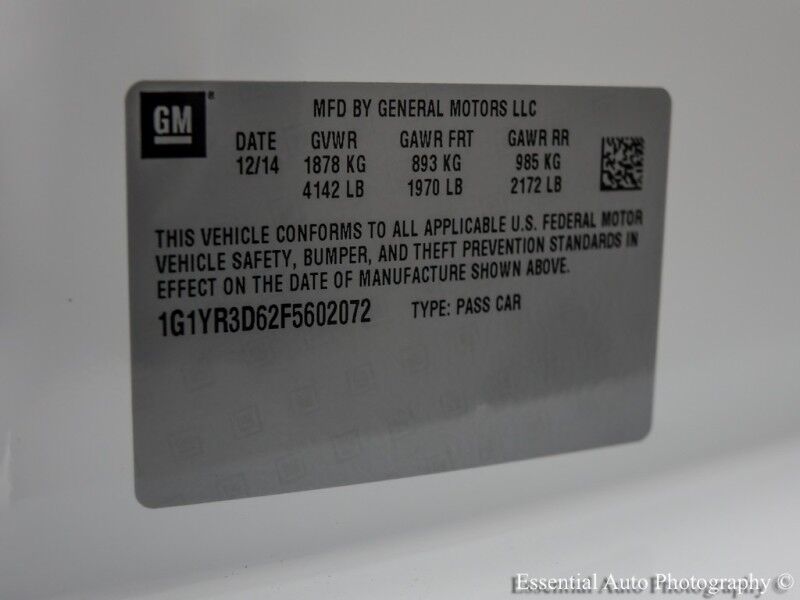 GM®
MFD BY GENERAL MOTORS LLC
DATE GVWR GAWR FRT GAWR RR
12/14 1878 KG 893 KG 985 KG
4142 LB 1970 LB 2172 LB
THIS VEHICLE CONFORMS TO ALL APPLICABLE U.S. FEDERAL MOTOR
VEHICLE SAFETY, BUMPER, AND THEFT PREVENTION STANDARDS IN
EFFECT ON THE DATE OF MANUFACTURE SHOWN ABOVE.
1G1YR3D62F5602072 TYPE: PASS CAR
Essential Auto Photography ©